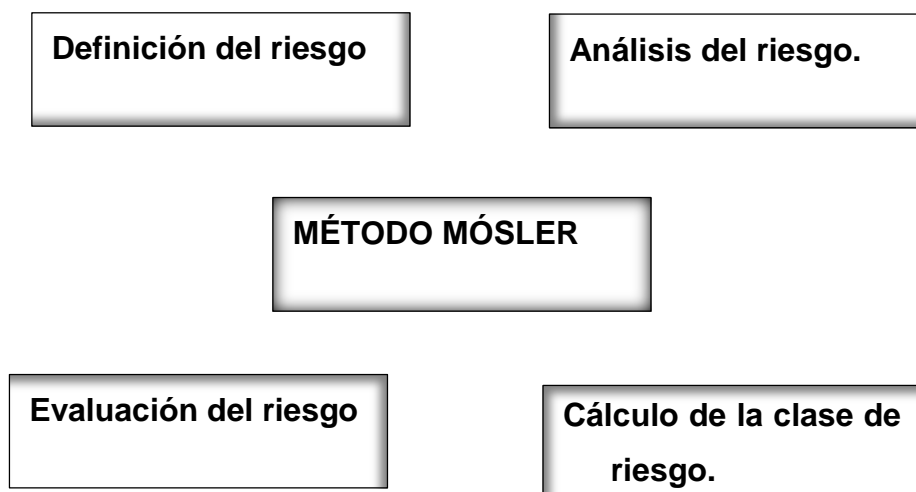 Definición del riesgo
Análisis del riesgo.
MÉTODO MÓSLER
Evaluación del riesgo
Cálculo de la clase de
riesgo.